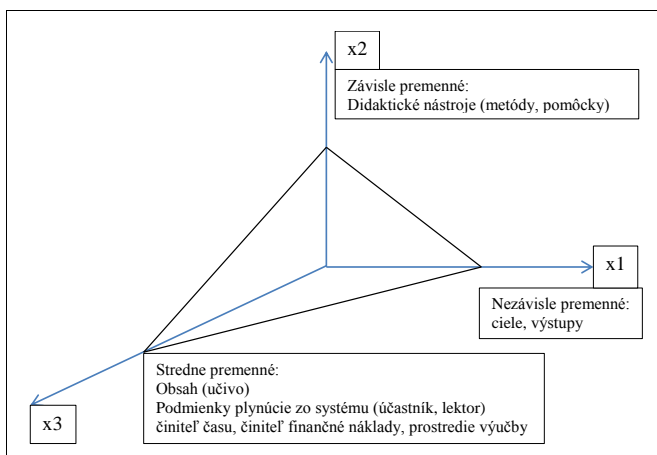 x2
Závisle premenné:
Didaktické nástroje (metódy, pomôcky)
x1
Nezávisle premenné:
ciele, výstupy
Stredne premenné:
Obsah (učivo)
Podmienky plynúcie zo systému (účastník, lektor)
činiteľ času, činiteľ finančné náklady, prostredie výučby
x3